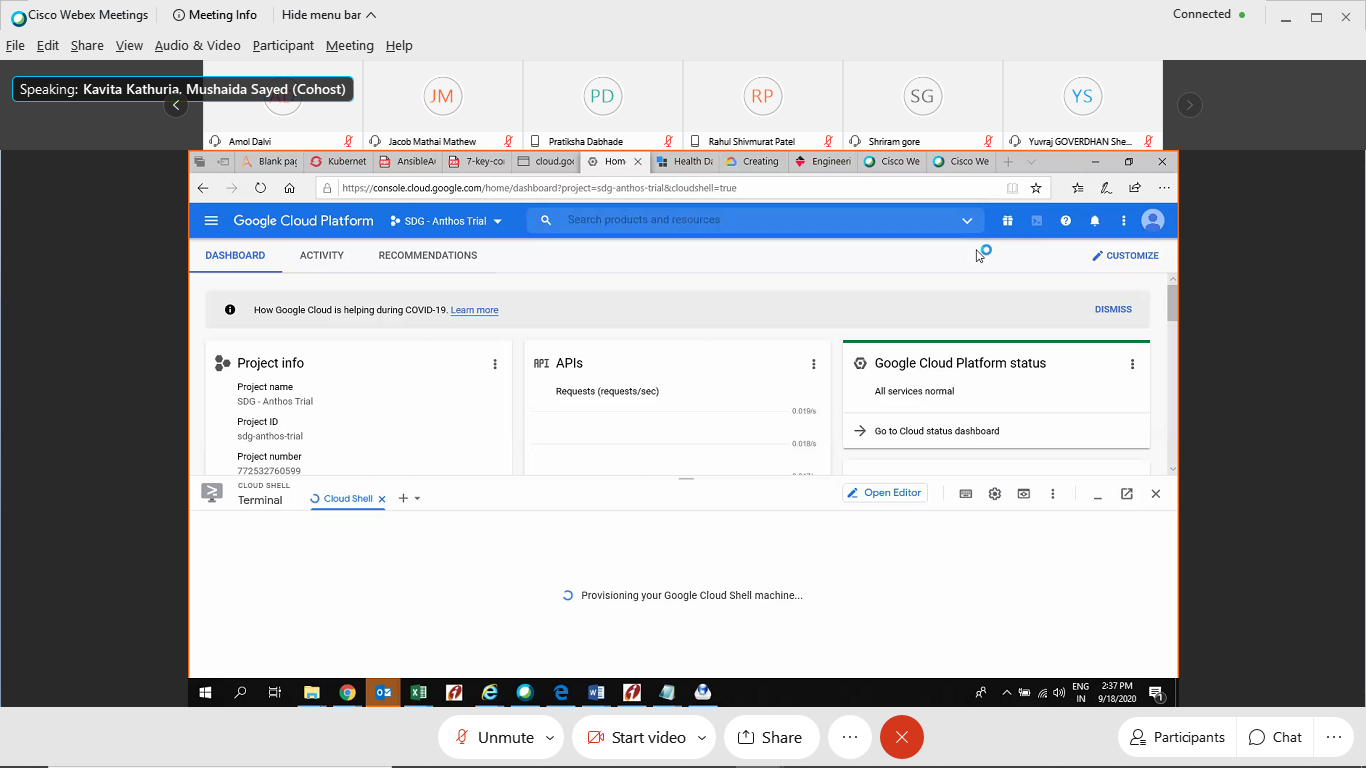 Cisco Webex Meetings Meeting Info Hide menu bar Connected
File Edit Share View Audio & Video Participant Meeting Help
Speaking: Kavita Kathuria, Mushaida Sayed (Cohost)
JM PD RP SG YS
Amol Dalvi Jacob Mathai Mathew Pratiksha Dabhade Rahul Shivmurat Patel Shriram gore Yuvraj GOVERDHAN She...
Blank pag Kubernet AnsibleAu 7-key-con cloud.goo Hom Health Da Creating Engineeri Cisco We Cisco We
https://console.cloud.google.com/home/dashboard?project=sdg-anthos-trial&cloudshell=true
Google Cloud Platform SDG - Anthos Trial Search products and resources
DASHBOARD ACTIVITY RECOMMENDATIONS CUSTOMIZE
How Google Cloud is helping during COVID-19. Learn more DISMISS
Project info
Project name
SDG - Anthos Trial
Project ID
sdg-anthos-trial
Project number
772532760599
API APIs
Requests (requests/sec)
0.019/s
0.018/s
Google Cloud Platform status
All services normal
Go to Cloud status dashboard
CLOUD SHELL
Terminal Cloud Shell Open Editor
Provisioning your Google Cloud Shell machine...
ENG
IN
2:37 PM
9/18/2020
1
Unmute Start video Share Participants Chat